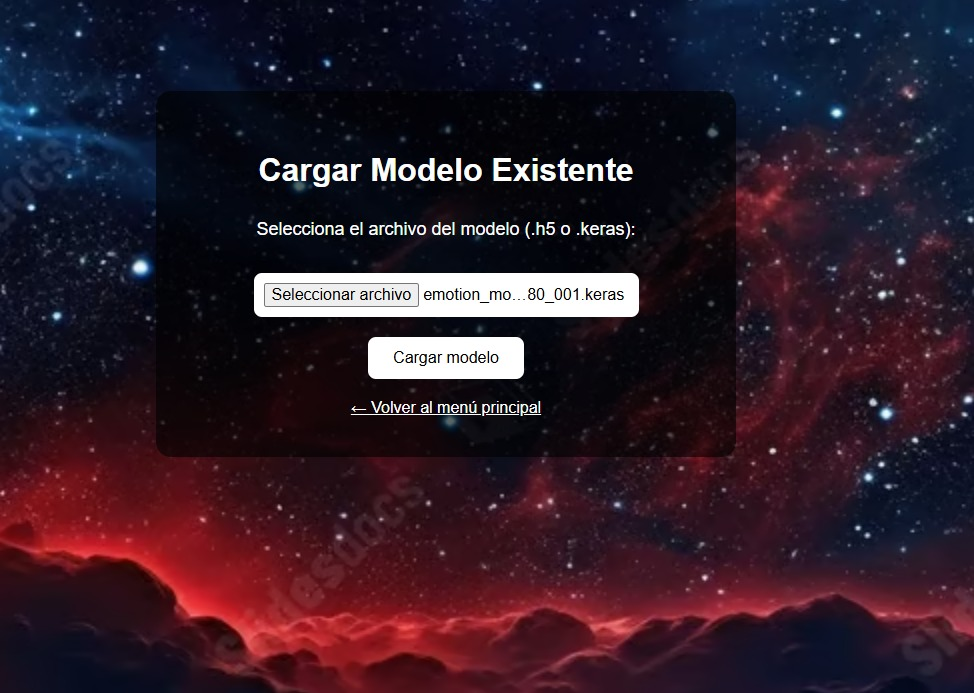 Cargar Modelo Existente
Selecciona el archivo del modelo (.h5 o .keras):
Seleccionar archivo emotion_mo...80_001.keras
Cargar modelo
← Volver al menú principal
Slidesdocs